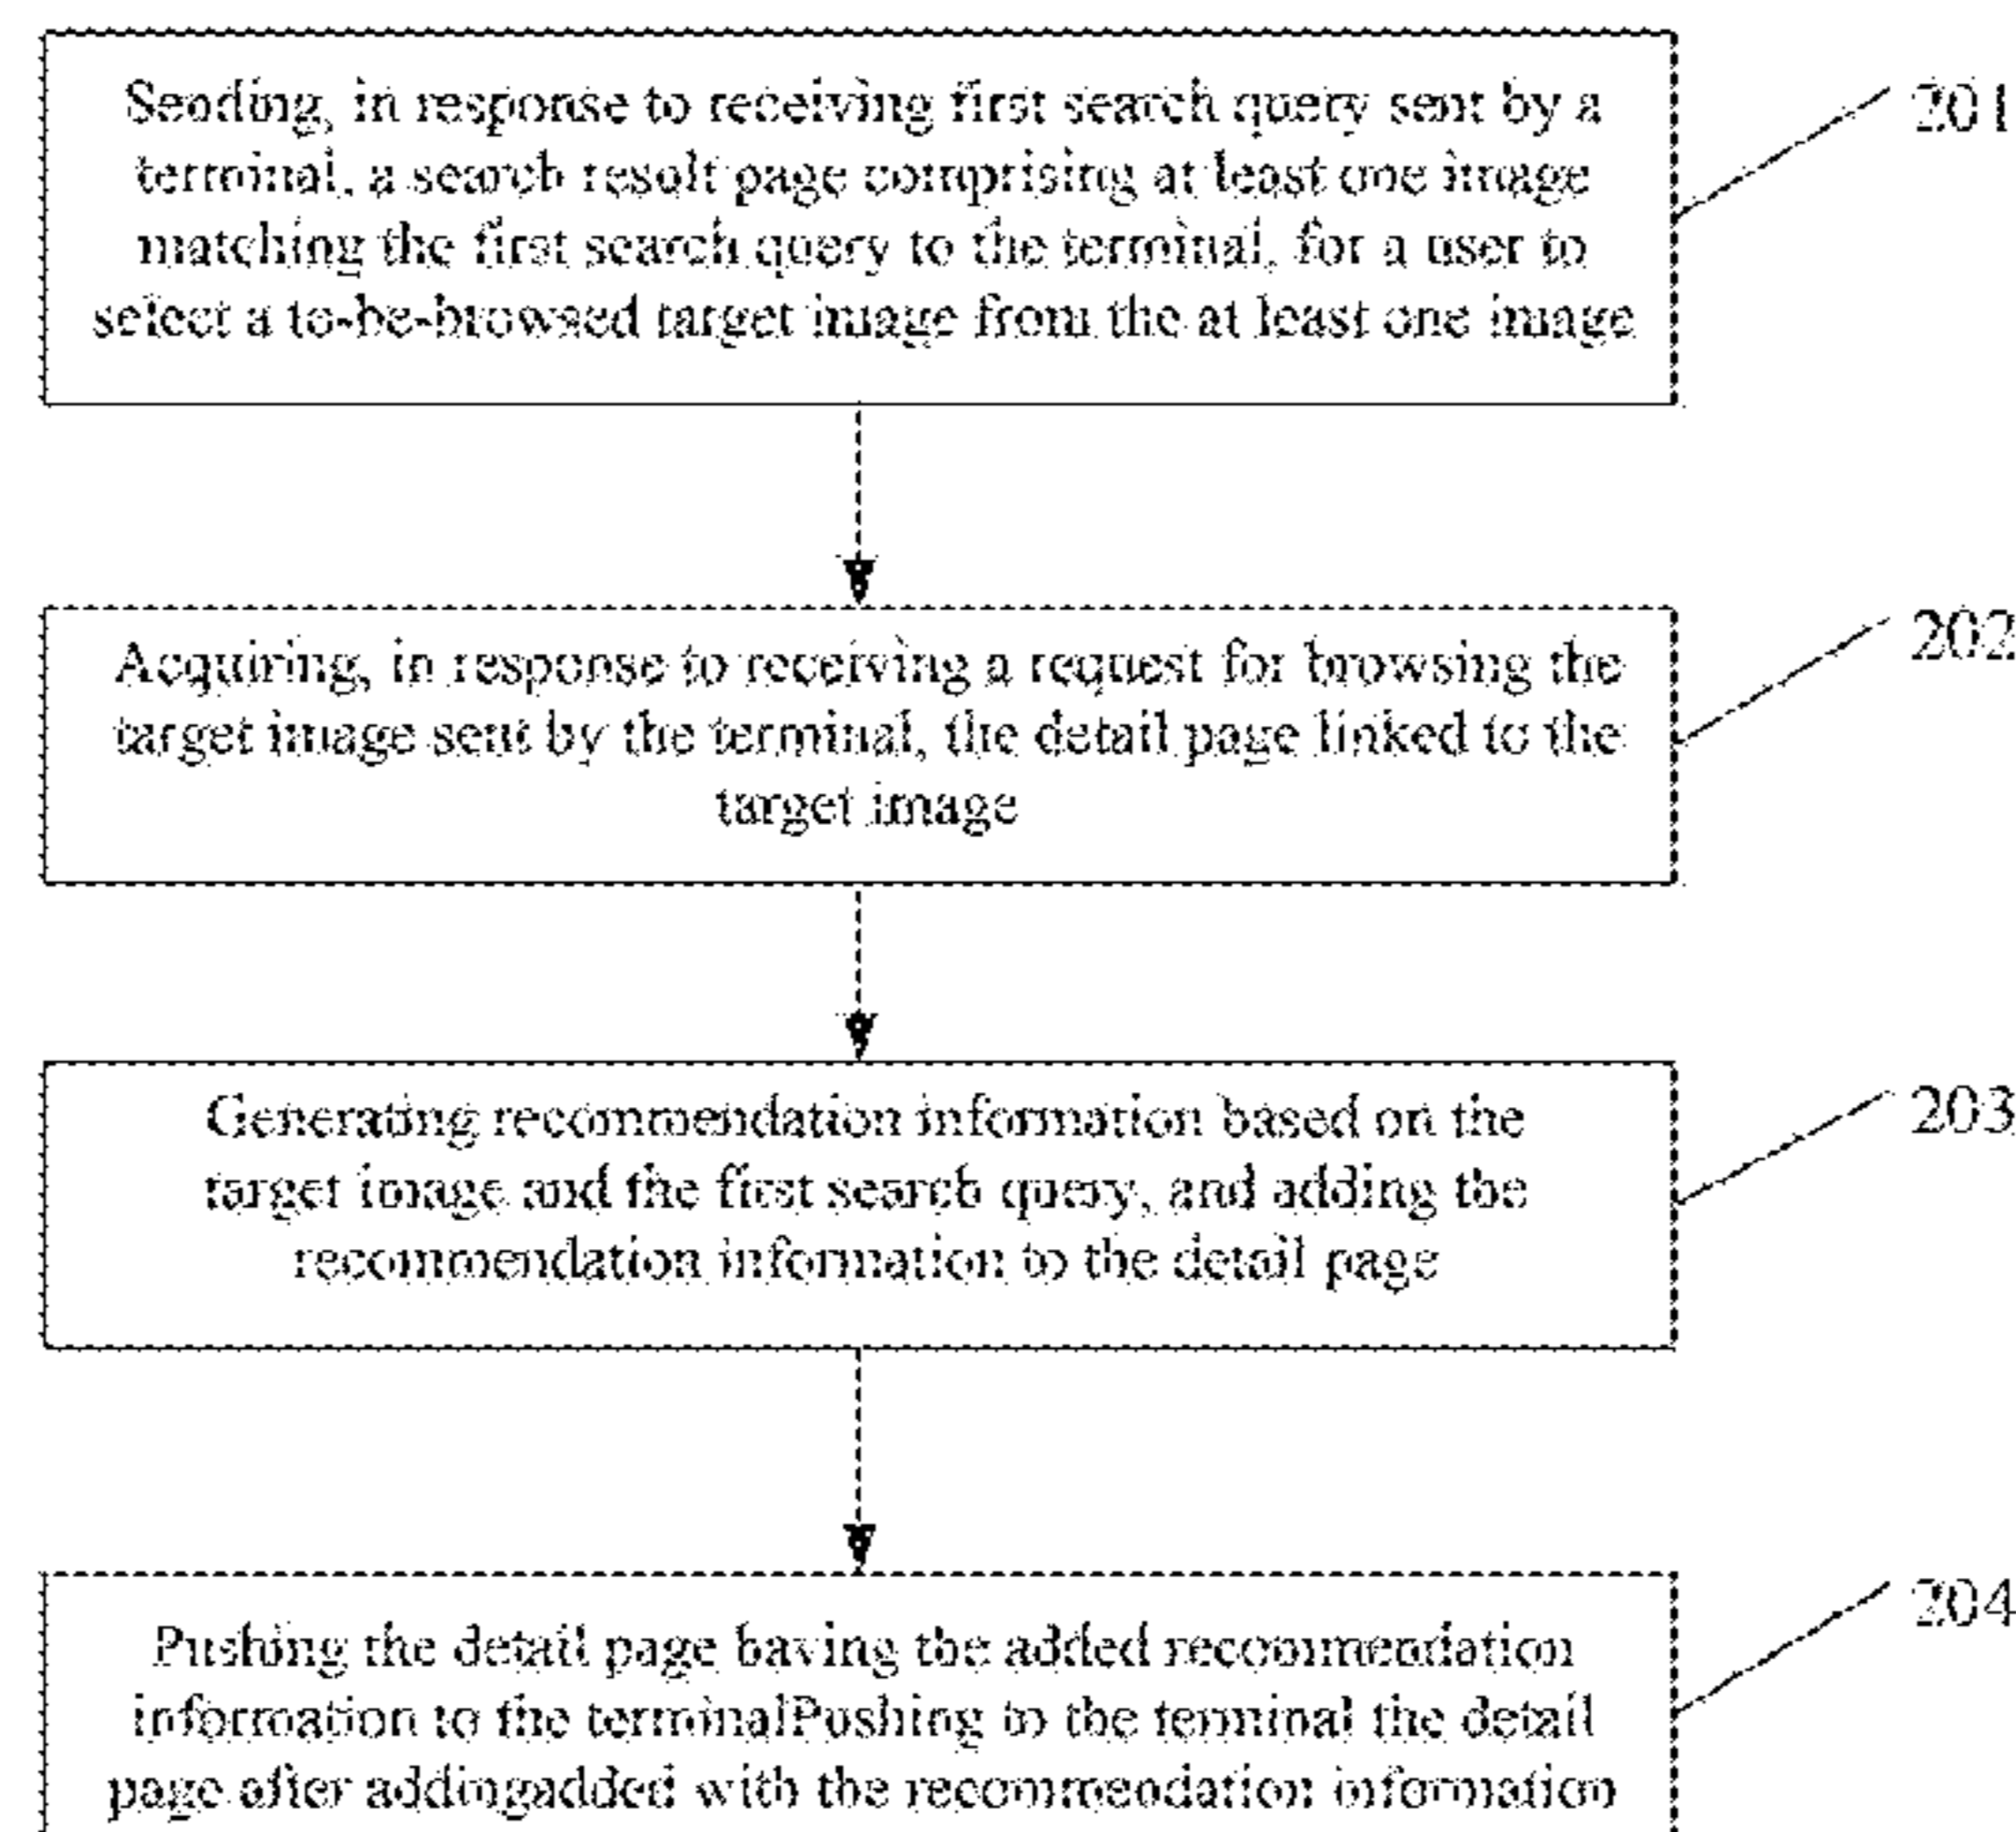 Sending, in response to receiving first search query sent by a
terminal, a search result page comprising at least one image
matching the first search query to the terminal, for a user to
select a to-be-browsed target image from the at least one image
201
Acquiring, in response to receiving a request for browsing the
target image sent by the terminal, the detail page linked to the
target image
202
Generating recommendation information based on the
target image and the first search query, and adding the
recommendation information to the detail page
203
Pushing the detail page having the added recommendation
information to the terminalPushing to the terminal the detail
page after addingadded with the recommendation information
204